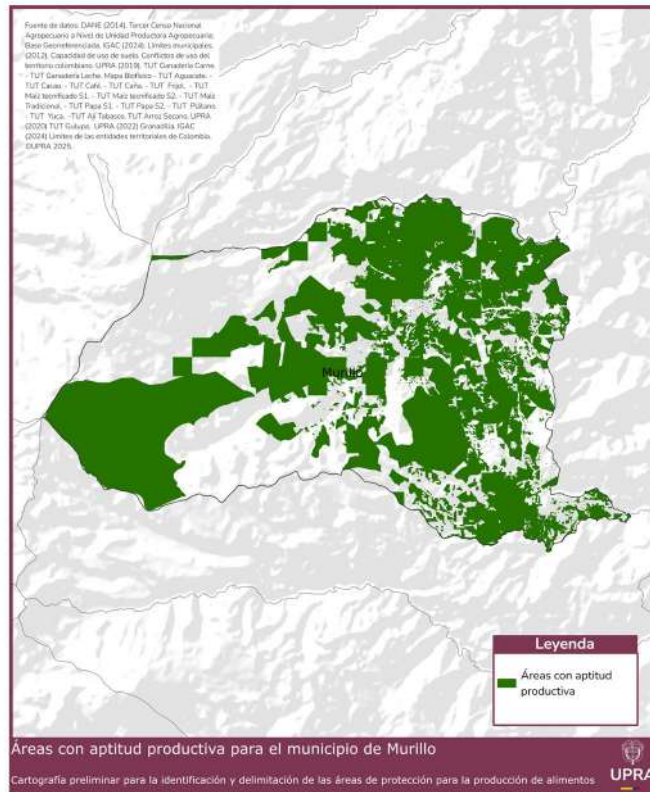 Fuente de datos: DANE (2014). Tercer Censo Nacional
Agropecuario a Nivel de Unidad Productora Agropecuaria.
Base Georreferenciada. IGAC (2024). Límites municipales.
(2012). Capacidad de uso de suelo. Conflictos de uso del
territorio colombiano. UPRA (2019). TUT Ganadería Carne.
- TUT Ganadería Leche. Mapa Biofísico - TUT Aguacate. -
TUT Cacao. - TUT Café. - TUT Caña. - TUT Frijol. - TUT
Maíz tecnificado S1. - TUT Maíz tecnificado S2. - TUT Maíz
Tradicional. - TUT Papa S1. - TUT Papa S2. - TUT Plátano.
- TUT Yuca. -TUT Ají Tabasco. TUT Arroz Secano. UPRA
(2020) TUT Gulupa. UPRA (2022) Granadilla. IGAC
(2024) Límites de las entidades territoriales de Colombia.
©UPRA 2025.
Murillo
Leyenda
Áreas con aptitud
productiva
Áreas con aptitud productiva para el municipio de Murillo
Cartografía preliminar para la identificación y delimitación de las áreas de protección para la producción de alimentos
UPRA